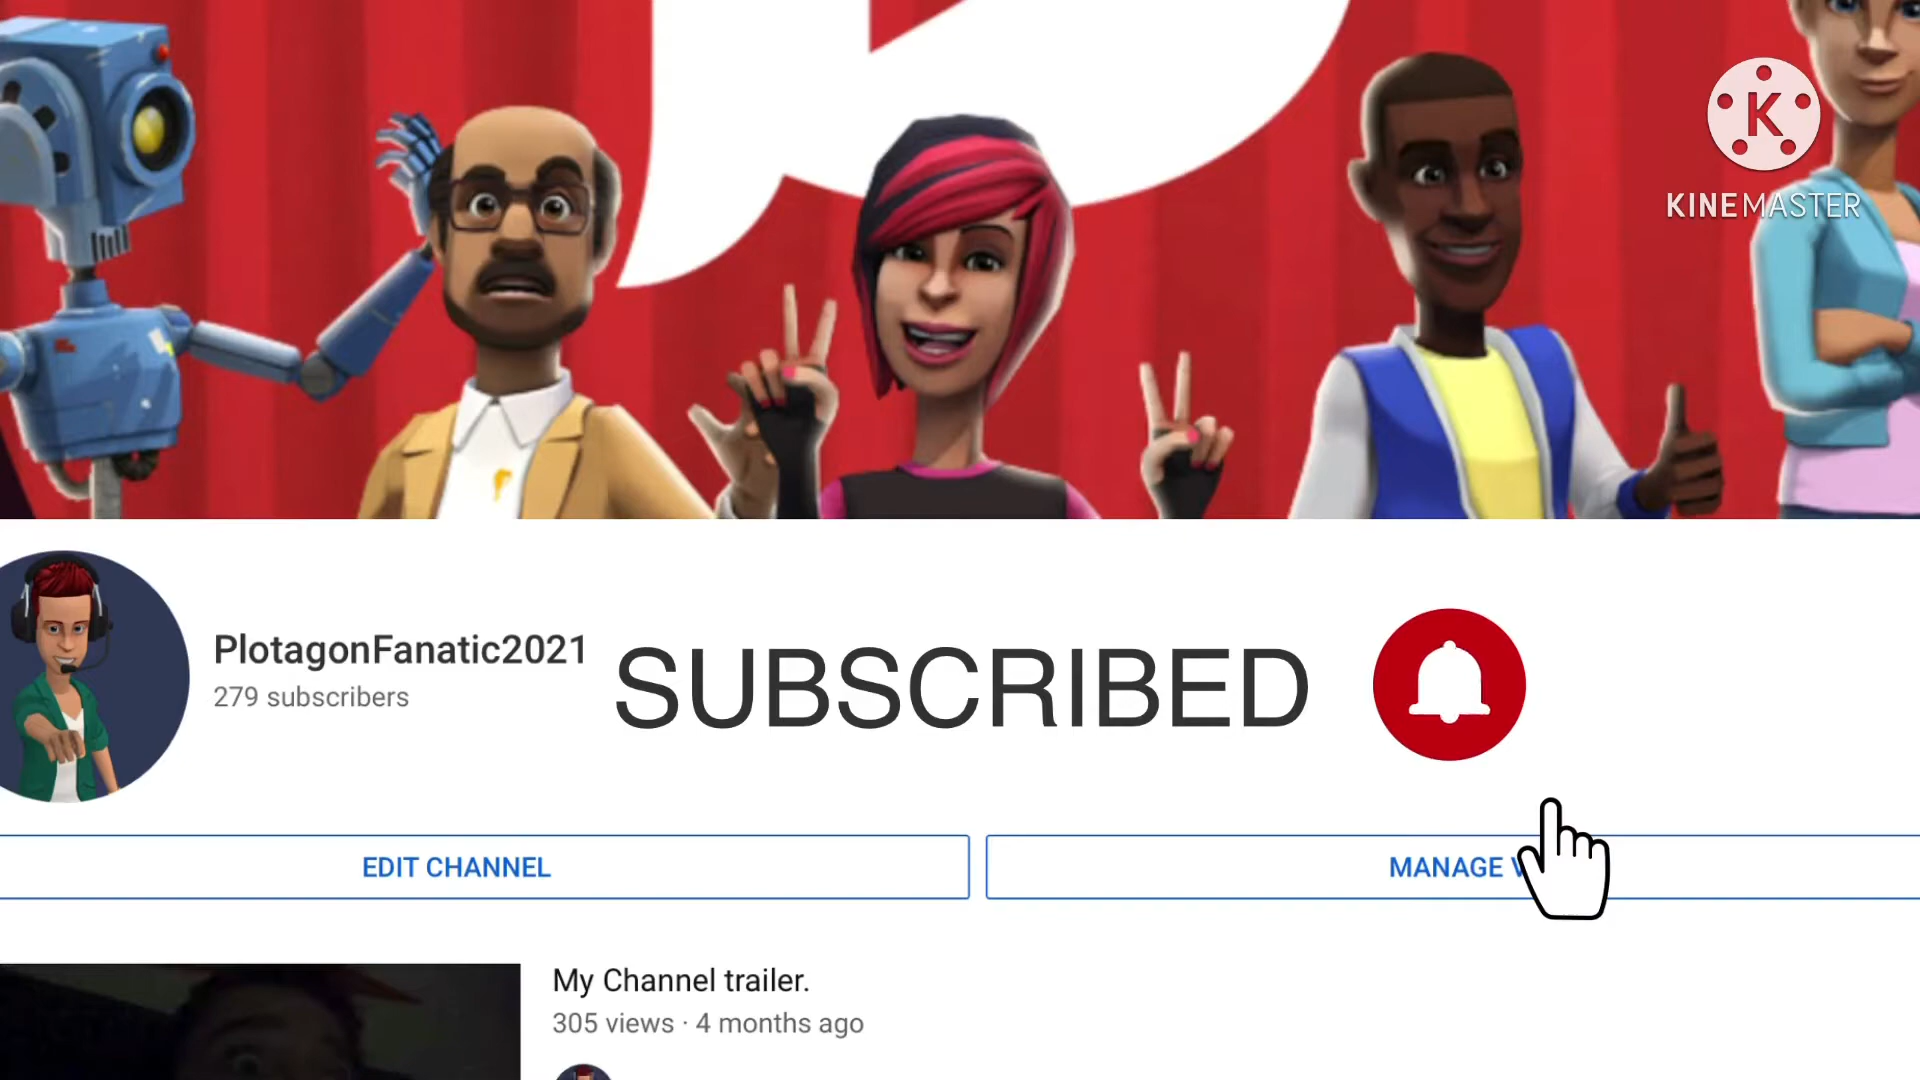 K
KINEMASTER
PlotagonFanatic2021
279 subscribers
SUBSCRIBED
EDIT CHANNEL
MANAGE V
My Channel trailer.
305 views · 4 months ago